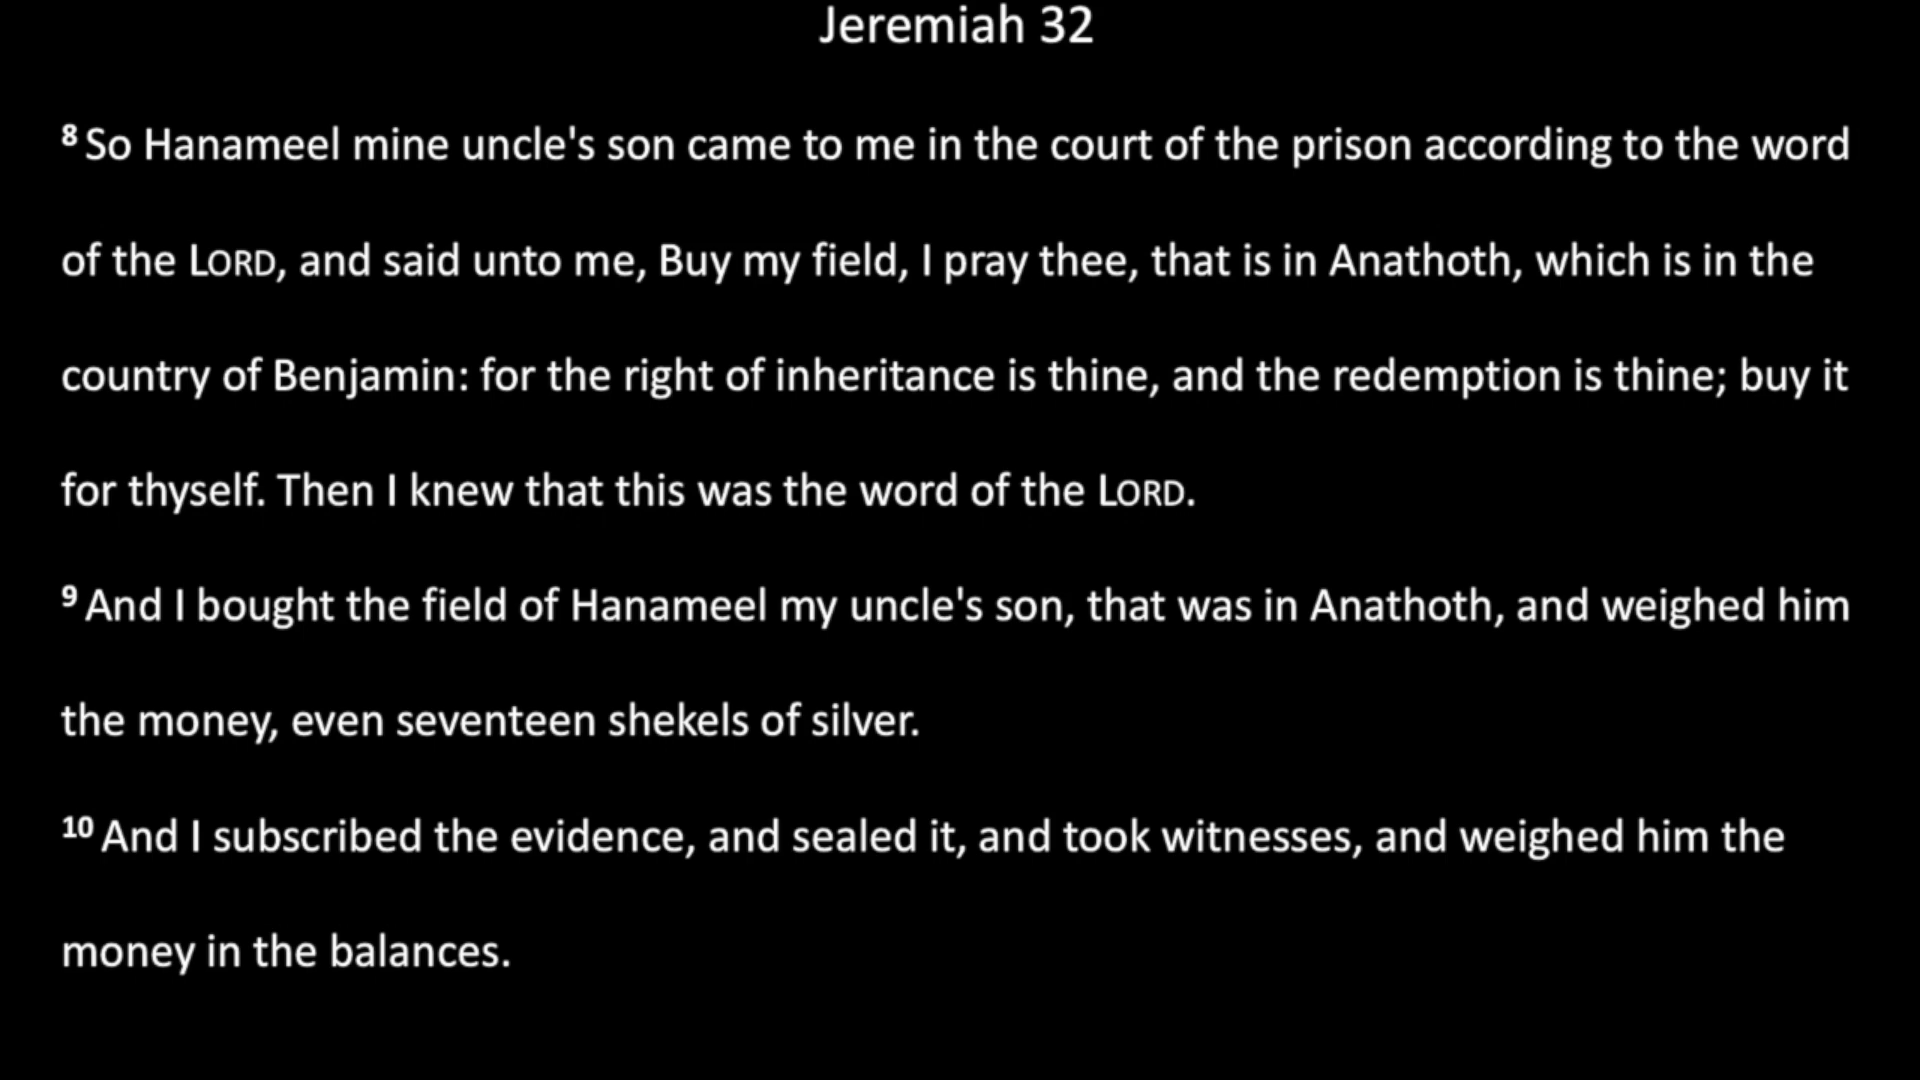 Jeremiah 32
8 So Hanameel mine uncle's son came to me in the court of the prison according to the word
of the LORD, and said unto me, Buy my field, I pray thee, that is in Anathoth, which is in the
country of Benjamin: for the right of inheritance is thine, and the redemption is thine; buy it
for thyself. Then I knew that this was the word of the LORD.
9 And I bought the field of Hanameel my uncle's son, that was in Anathoth, and weighed him
the money, even seventeen shekels of silver.
10 And I subscribed the evidence, and sealed it, and took witnesses, and weighed him the
money in the balances.